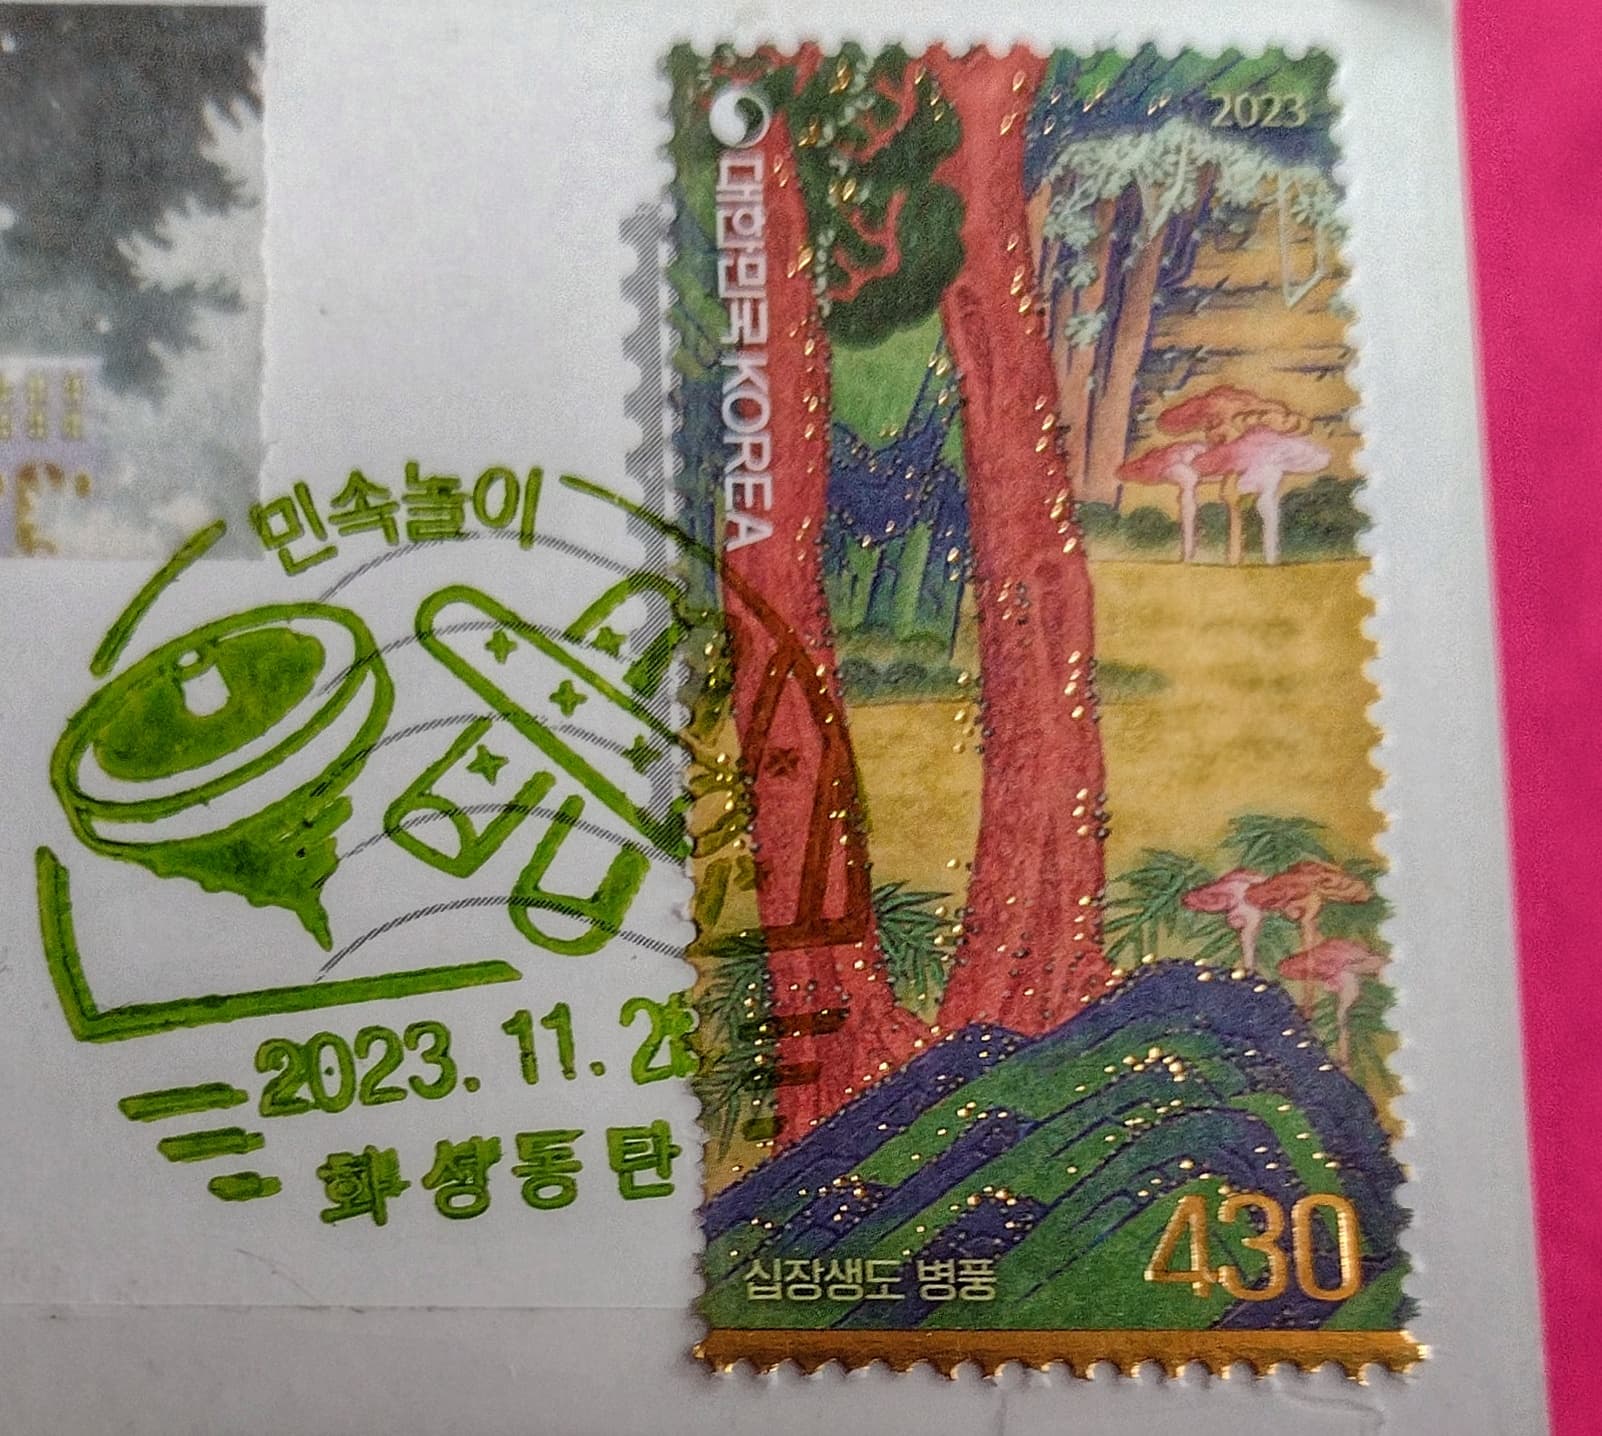 2023
대한민국 KOREA
민속놀이
2023. 11.
화성동탄
십장생도 병풍
430